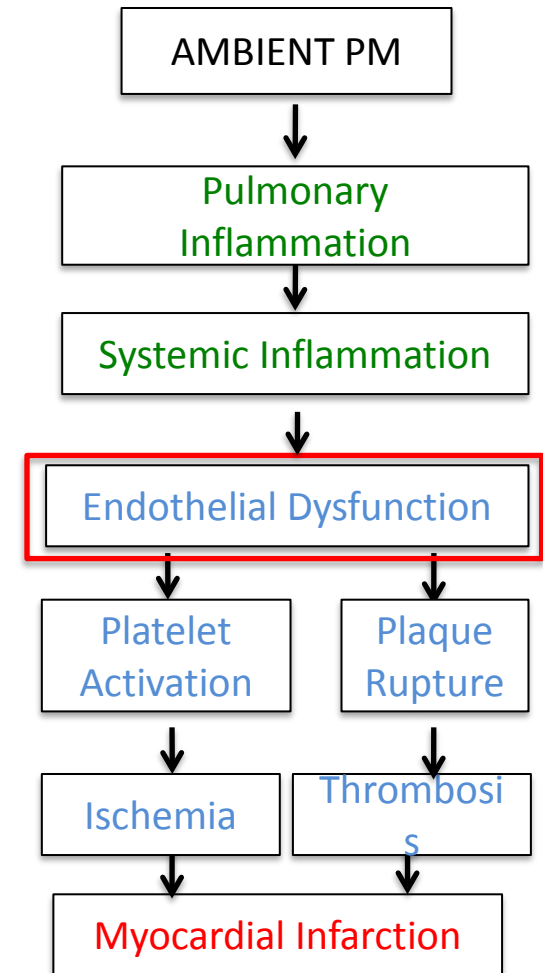 AMBIENT PM
Pulmonary
Inflammation
Systemic Inflammation
Endothelial Dysfunction
Platelet
Activation
Plaque
Rupture
Ischemia
Thrombosi
s
Myocardial Infarction